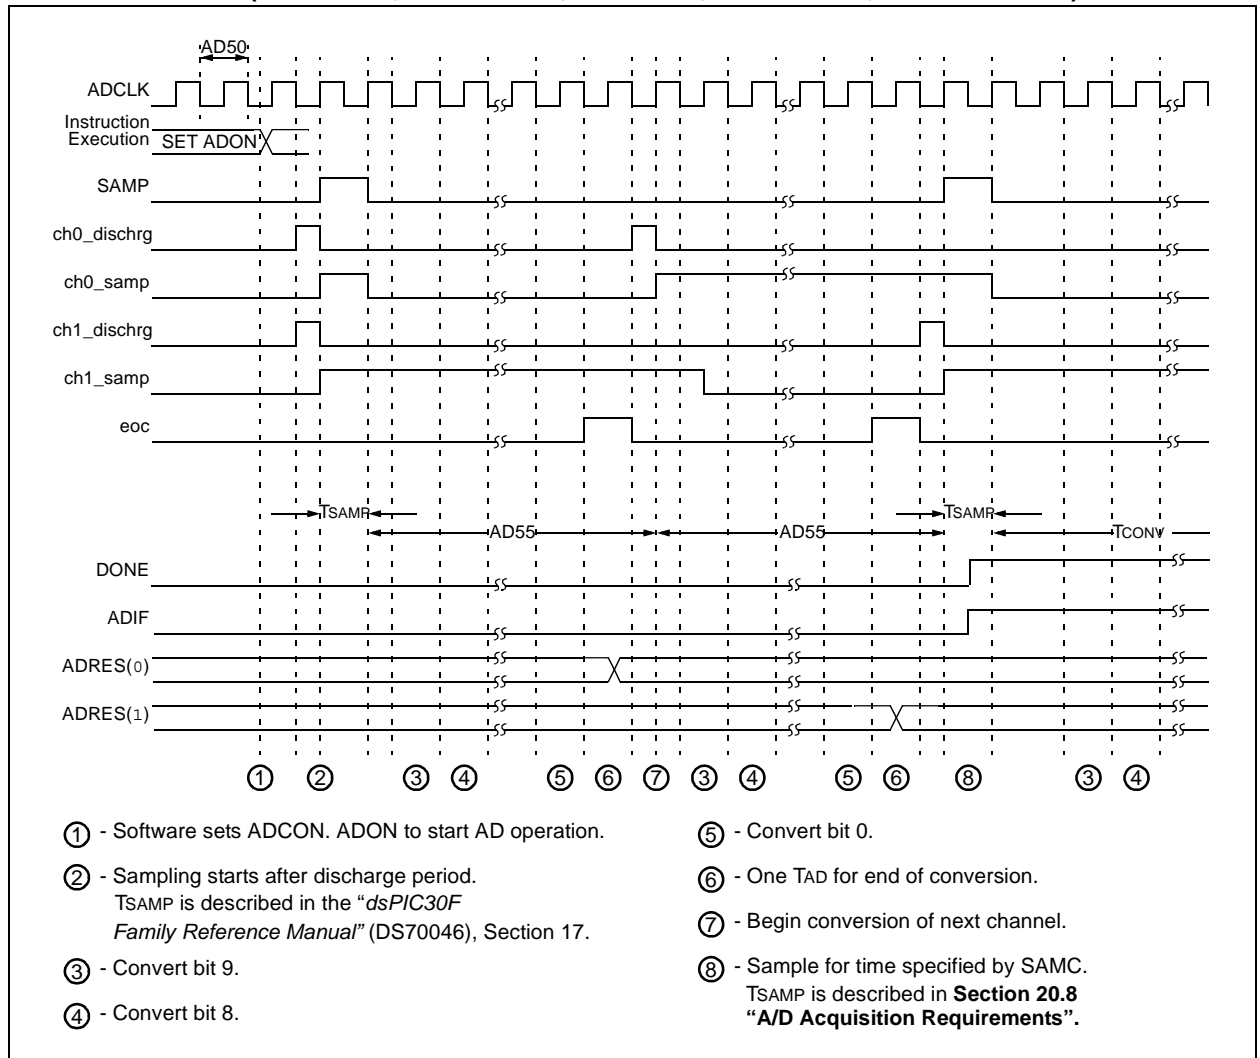 AD50
ADCLK
Instruction
Execution SET ADON
SAMP
ch0_dischrg
ch0_samp
ch1_dischrg
ch1_samp
eoc
TSAMP TSAMP
AD55 AD55 TCONV
DONE
ADIF
ADRES(0)
ADRES(1)
1 2 3 4 5 6 7 3 4 5 6 8 3 4
1 - Software sets ADCON. ADON to start AD operation.
2 - Sampling starts after discharge period.
TSAMP is described in the “dsPIC30F
Family Reference Manual” (DS70046), Section 17.
3 - Convert bit 9.
4 - Convert bit 8.
5 - Convert bit 0.
6 - One TAD for end of conversion.
7 - Begin conversion of next channel.
8 - Sample for time specified by SAMC.
TSAMP is described in Section 20.8
“A/D Acquisition Requirements”.